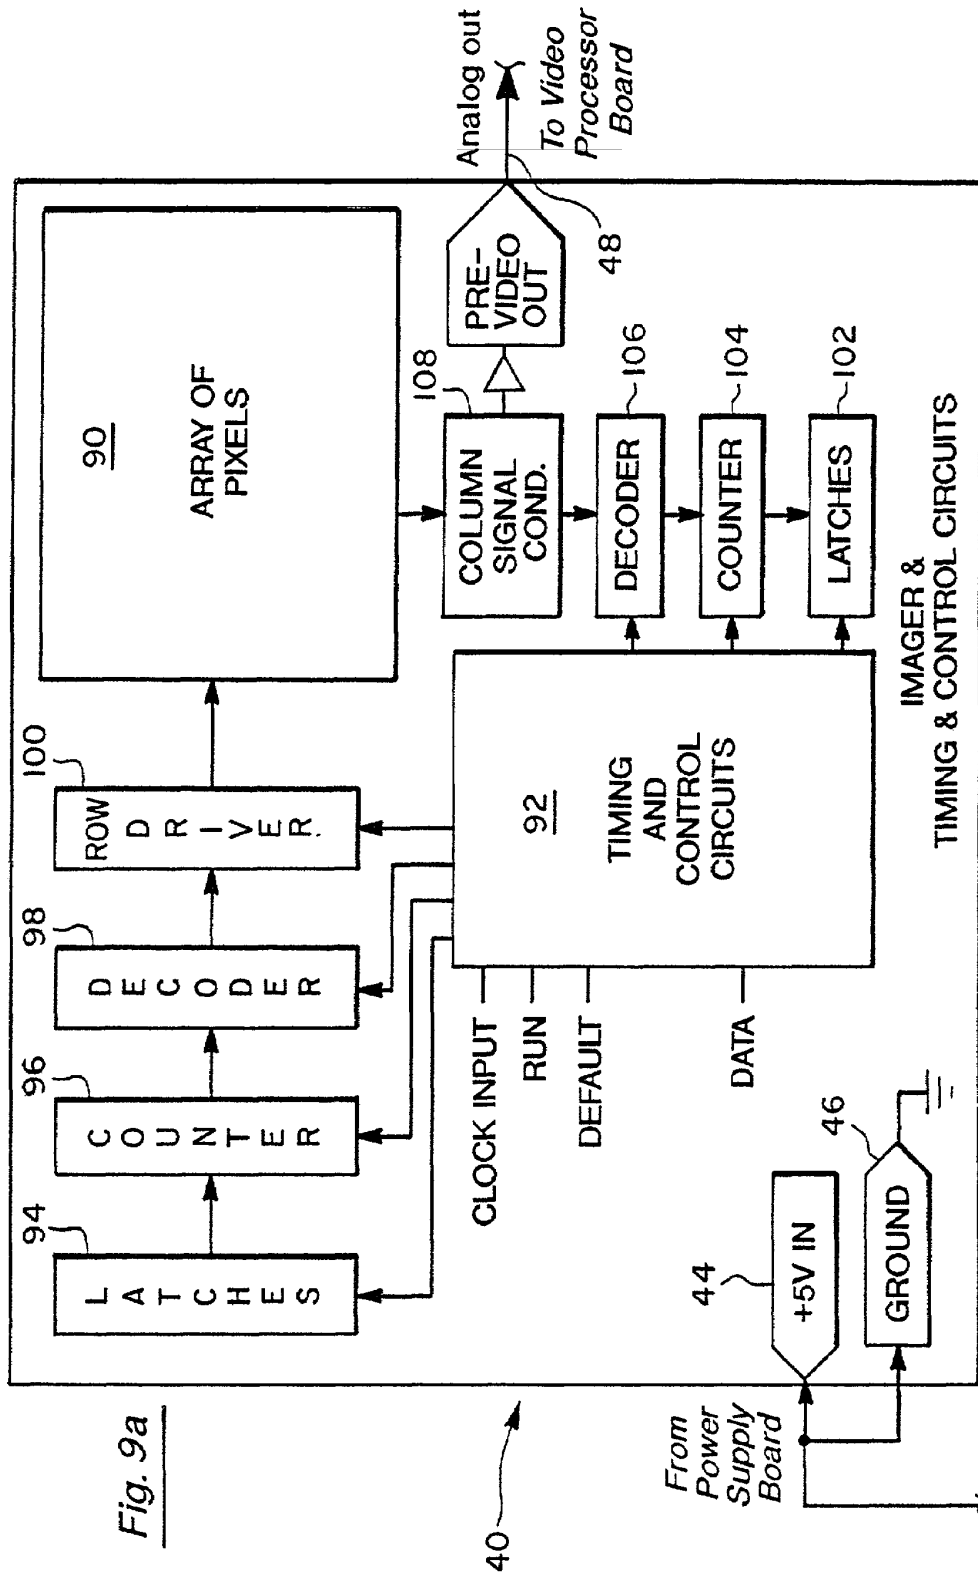 Fig. 9a
40
94
LATCHES
96
COUNTER
98
DECODER
100
ROW
DRIVER.
90
ARRAY OF
PIXELS
92
TIMING
AND
CONTROL
CIRCUITS
CLOCK INPUT
RUN
DEFAULT
DATA
108
COLUMN
SIGNAL
COND.
PRE-
VIDEO
OUT
48
Analog out
To Video
Processor
Board
DECODER
106
COUNTER
104
LATCHES
102
From
Power
Supply
Board
44
+5V IN
46
GROUND
IMAGER &
TIMING & CONTROL CIRCUITS